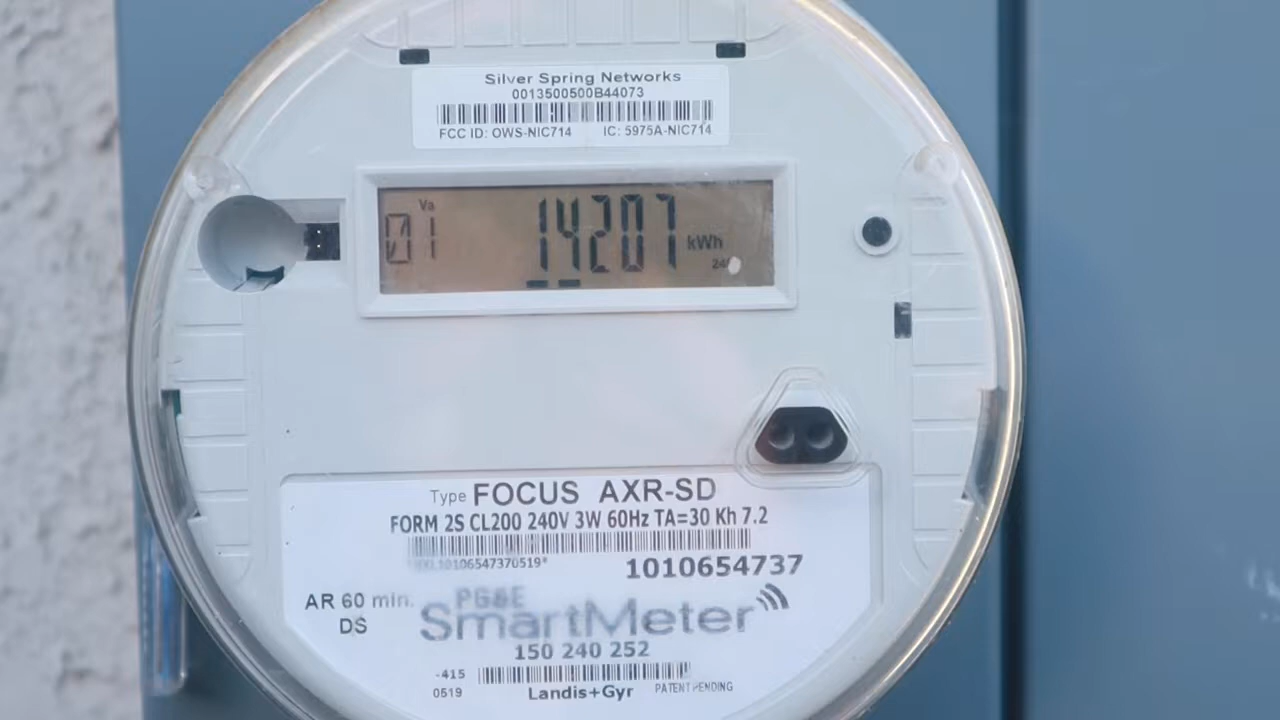 Silver Spring Networks
0013500500B44073
FCC ID: OWS-NIC714 IC: 5975A-NIC714
Va
01 14207 kWh
Type FOCUS AXR-SD
FORM 2S CL200 240V 3W 60Hz TA=30 Kh 7.2
1010654737
AR 60 min.
DS
PG&E
SmartMeter
150 240 252
-415
0519
Landis+Gyr PATENT PENDING